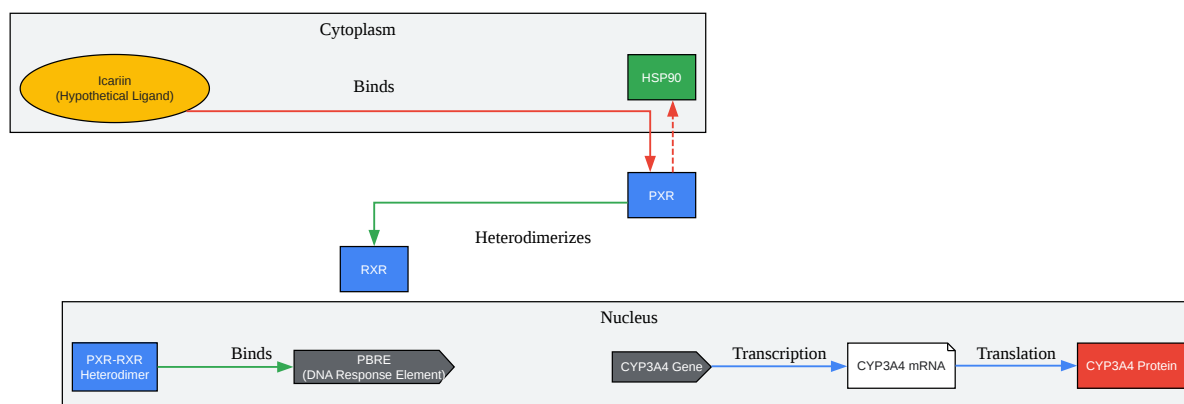 Cytoplasm
Icariin
(Hypothetical Ligand)
Binds
HSP90
PXR
Heterodimerizes
RXR
Nucleus
PXR-RXR
Heterodimer
Binds
PBRE
(DNA Response Element)
CYP3A4 Gene
Transcription
CYP3A4 mRNA
Translation
CYP3A4 Protein